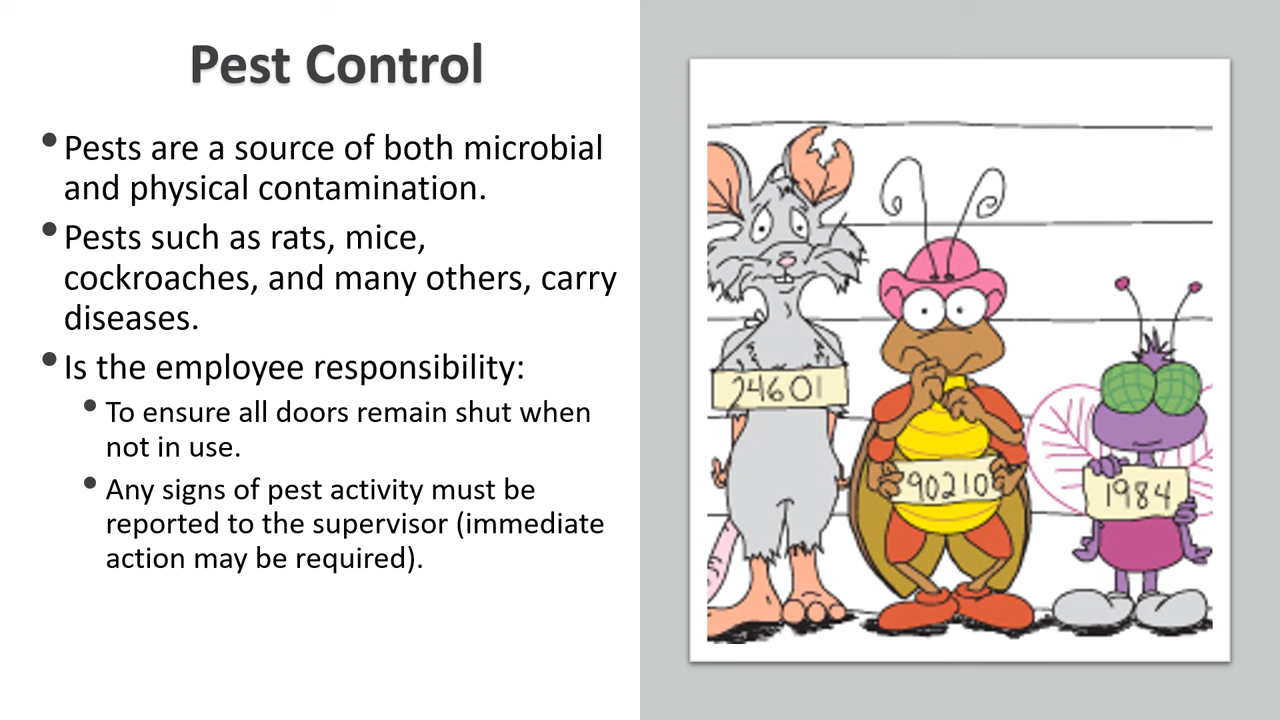 Pest Control
•Pests are a source of both microbial
and physical contamination.
•Pests such as rats, mice,
cockroaches, and many others, carry
diseases.
•Is the employee responsibility:
•To ensure all doors remain shut when
not in use.
•Any signs of pest activity must be
reported to the supervisor (immediate
action may be required).
24601
90210
1984